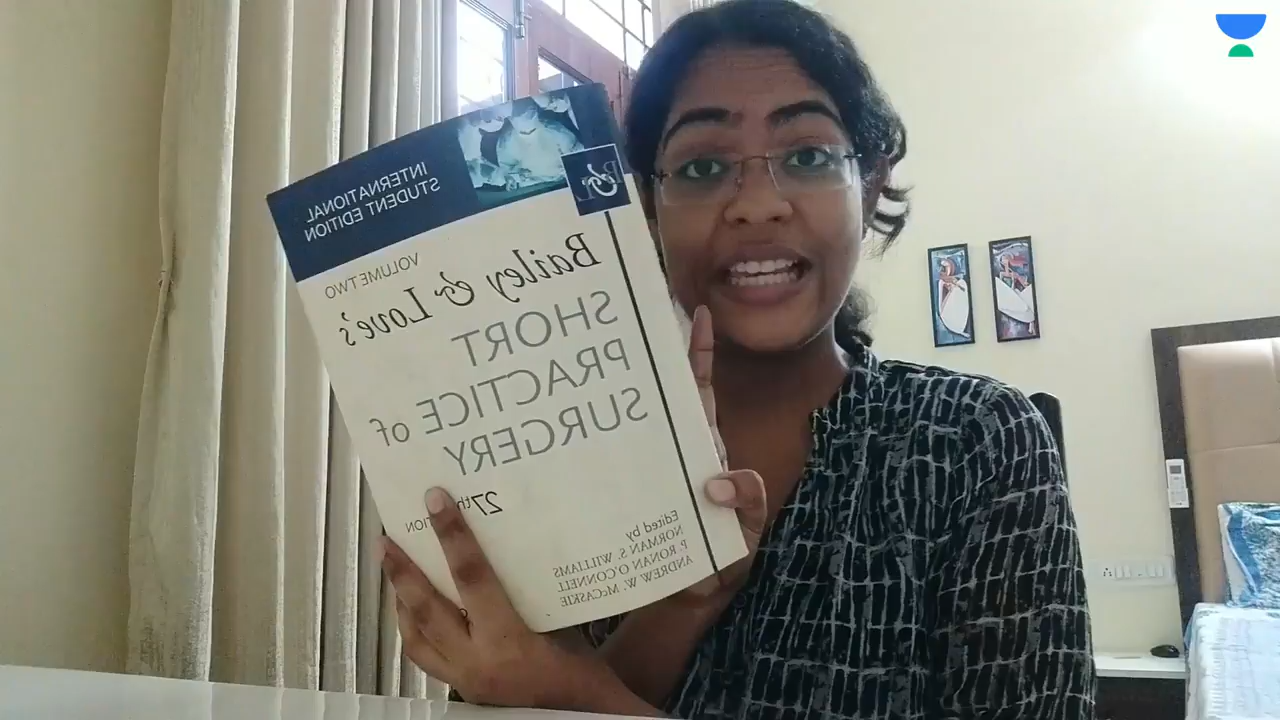 INTERNATIONAL
STUDENT EDITION
B&L
VOLUME TWO
Bailey & Love's
SHORT
PRACTICE of
SURGERY
27th
Edited by
NORMAN S. WILLIAMS
P. RONAN O'CONNELL
ANDREW W. McCASKIE